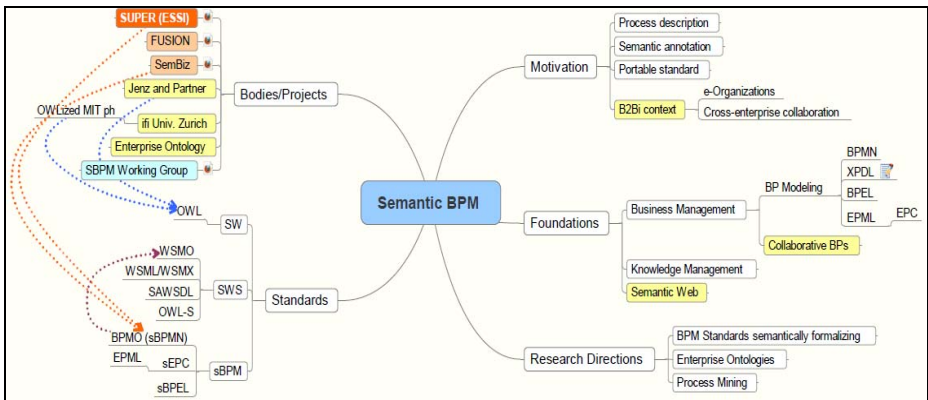 SUPER (ESSI)
FUSION
SemBiz
Jenz and Partner
OWLized MIT ph
ifi Univ. Zurich
Enterprise Ontology
SBPM Working Group
Bodies/Projects
OWL
SW
WSMO
WSML/WSMX
SAWSDL
OWL-S
SWS
BPMO (sBPMN)
EPML
sEPC
sBPEL
sBPM
Standards
Semantic BPM
Motivation
Process description
Semantic annotation
Portable standard
B2Bi context
e-Organizations
Cross-enterprise collaboration
Foundations
Business Management
BP Modeling
BPMN
XPDL
BPEL
EPML
EPC
Collaborative BPs
Knowledge Management
Semantic Web
Research Directions
BPM Standards semantically formalizing
Enterprise Ontologies
Process Mining